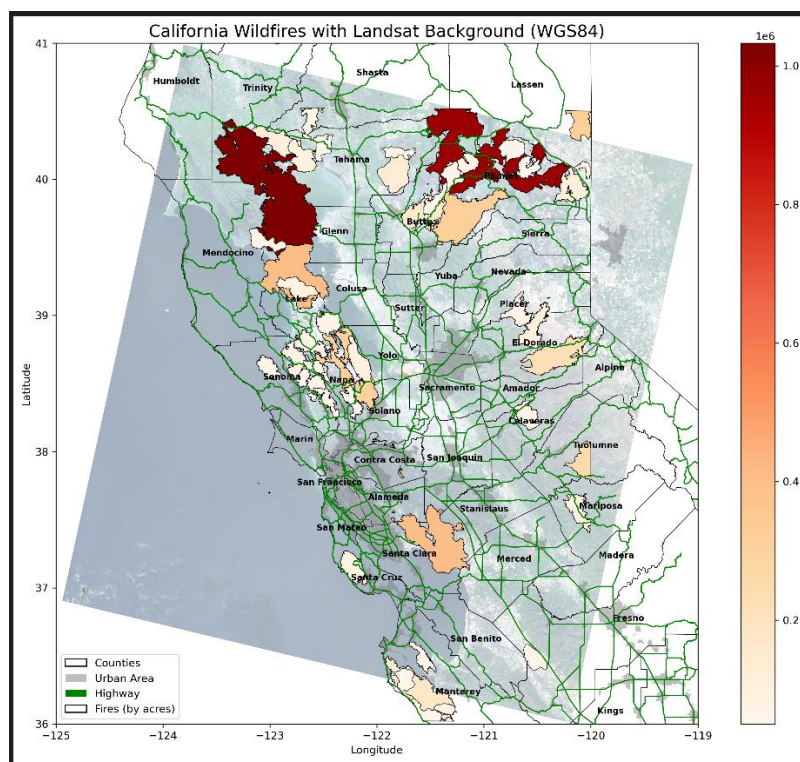 California Wildfires with Landsat Background (WGS84)
1e6
41
Shasta
Humboldt
Trinity
Lassen
1.0
Tehama
40
Plumas
0.8
Butte
Glenn
Sierra
Mendocino
Nevada
Yuba
Colusa
Lake
Placer
Sutter
39
El Dorado
0.6
Yolo
Alpine
Napa
Sonoma
Sacramento
Amador
Solano
Calaveras
Latitude
Marin
Tuolumne
38
Contra Costa
San Joaquin
0.4
San Francisco
Alameda
Stanislaus
Mariposa
San Mateo
Santa Clara
Merced
Madera
37
Santa Cruz
Fresno
0.2
San Benito
Counties
Urban Area
Highway
Fires (by acres)
Monterey
Kings
36
−125
−124
−123
−122
−121
−120
−119
Longitude